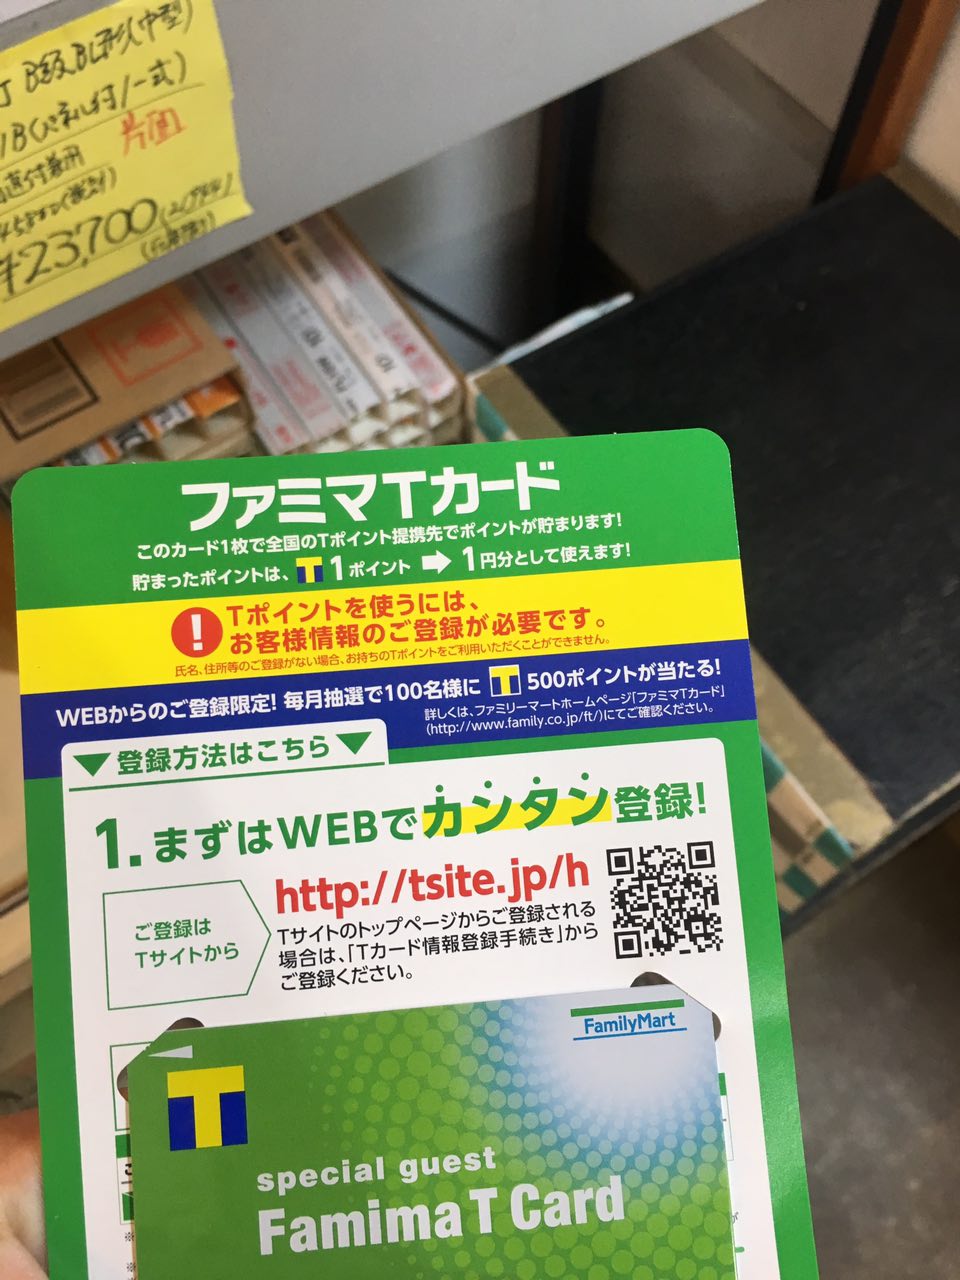 B級BL形(中型)
片面
¥23,700
ファミマTカード
このカード1枚で全国のTポイント提携先でポイントが貯まります!
貯まったポイントは、T1ポイント➡1円分として使えます!
! Tポイントを使うには、
お客様情報のご登録が必要です。
氏名、住所等のご登録がない場合、お持ちのTポイントをご利用いただくことができません。
WEBからのご登録限定! 毎月抽選で100名様に T 500ポイントが当たる!
詳しくは、ファミリーマートホームページ「ファミマTカード」
(http://www.family.co.jp/ft/)にてご確認ください。
▼登録方法はこちら▼
1.まずはWEBでカンタン登録!
ご登録は
Tサイトから
http://tsite.jp/h
Tサイトのトップページからご登録される
場合は、「Tカード情報登録手続き」から
ご登録ください。
FamilyMart
T
special guest
Famima T Card